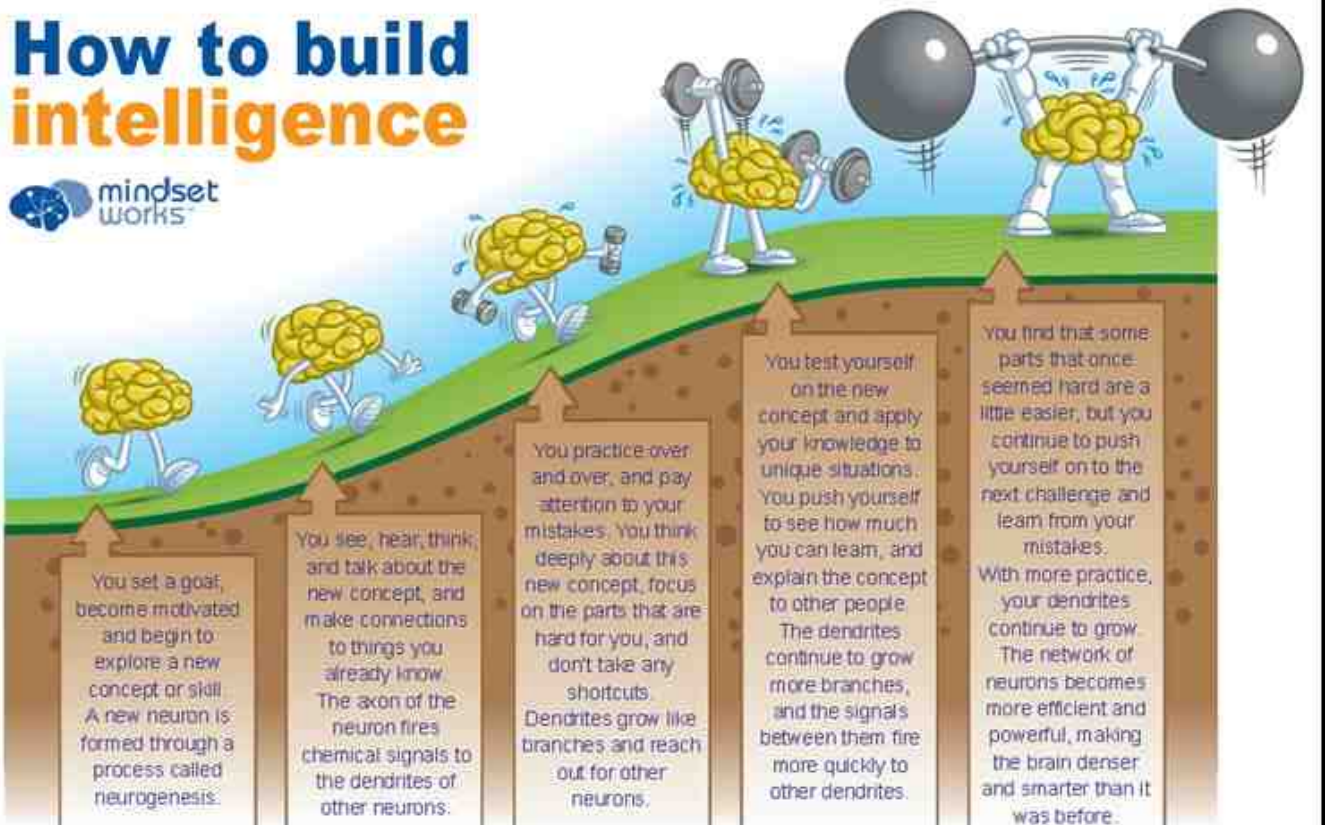 How to build
intelligence
mindset
works
You set a goal,
become motivated
and begin to
explore a new
concept or skill
A new neuron is
formed through a
process called
neurogenesis.
You see, hear, think,
and talk about the
new concept, and
make connections
to things you
already know
The axon of the
neuron fires
chemical signals to
the dendrites of
other neurons.
You practice over
and over, and pay
attention to your
mistakes. You think
deeply about this
new concept, focus
on the parts that are
hard for you, and
don't take any
shortcuts.
Dendrites grow like
branches and reach
out for other
neurons.
You test yourself
on the new
concept and apply
your knowledge to
unique situations.
You push yourself
to see how much
you can learn, and
explain the concept
to other people
The dendrites
continue to grow
more branches,
and the signals
between them fire
more quickly to
other dendrites.
You find that some
parts that once
seemed hard are a
little easier, but you
continue to push
yourself on to the
next challenge and
learn from your
mistakes.
With more practice,
your dendrites
continue to grow.
The network of
neurons becomes
more efficient and
powerful, making
the brain denser
and smarter than it
was before.